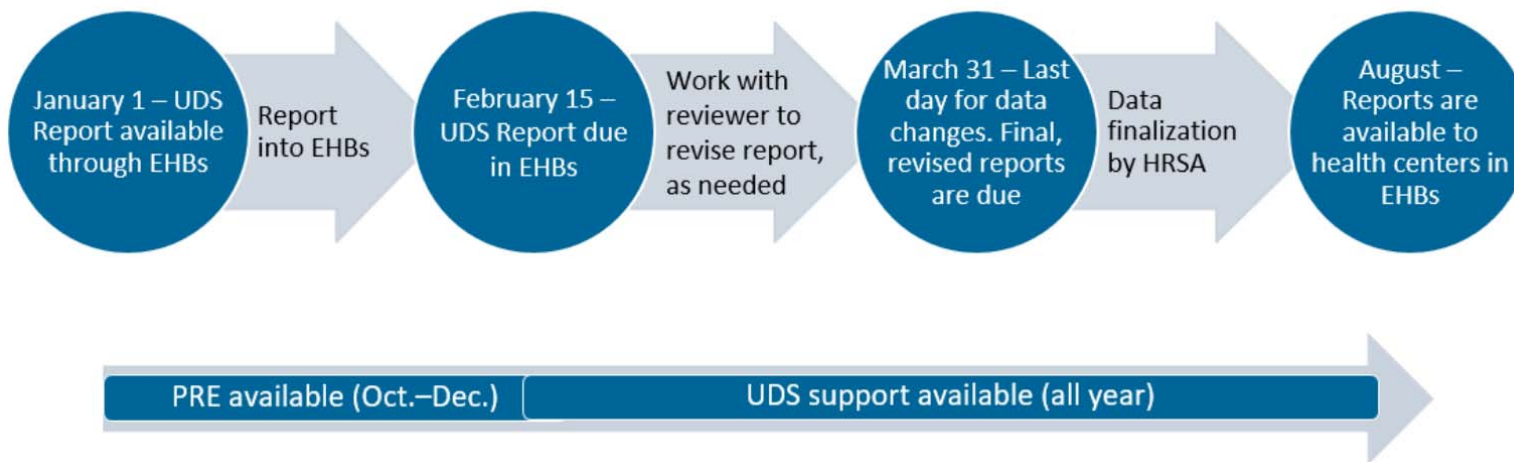 January 1 – UDS
Report available
through EHBs
Report
into EHBs
February 15 –
UDS Report due
in EHBs
Work with
reviewer to
revise report,
as needed
March 31 – Last
day for data
changes. Final,
revised reports
are due
Data
finalization
by HRSA
August –
Reports are
available to
health centers in
EHBs
PRE available (Oct.–Dec.)
UDS support available (all year)